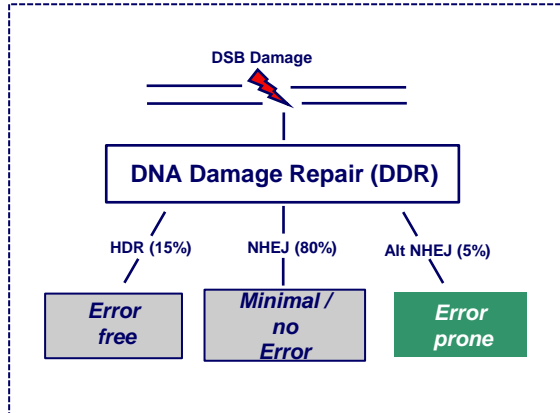 DSB Damage
DNA Damage Repair (DDR)
HDR (15%) NHEJ (80%) Alt NHEJ (5%)
Error
free
Minimal /
no
Error
Error
prone